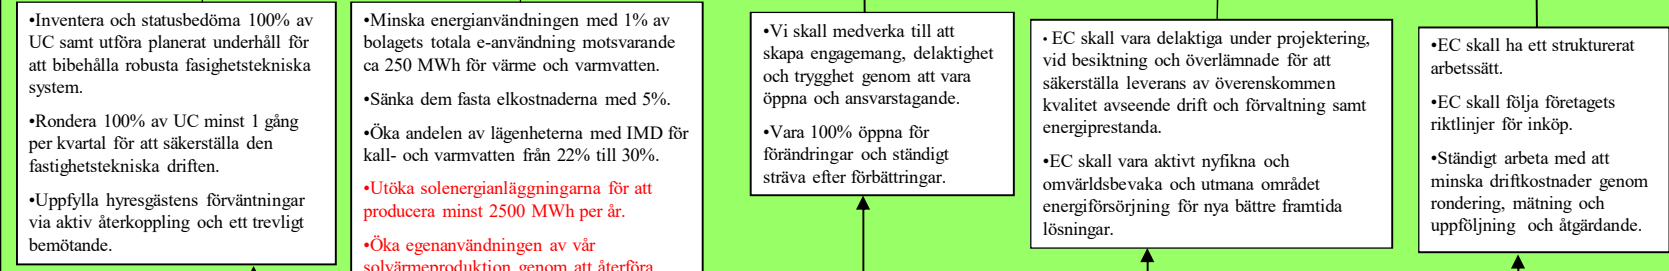 •Inventera och statusbedöma 100% av
UC samt utföra planerat underhåll för
att bibehålla robusta fasighetstekniska
system.
•Rondera 100% av UC minst 1 gång
per kvartal för att säkerställa den
fastighetstekniska driften.
•Uppfylla hyresgästens förväntningar
via aktiv återkoppling och ett trevligt
bemötande.
•Minska energianvändningen med 1% av
bolagets totala e-användning motsvarande
ca 250 MWh för värme och varmvatten.
•Sänka dem fasta elkostnaderna med 5%.
•Öka andelen av lägenheterna med IMD för
kall- och varmvatten från 22% till 30%.
•Utöka solenergianläggningarna för att
producera minst 2500 MWh per år.
•Öka egenanvändningen av vår
solvärmeproduktion genom att återföra
•Vi skall medverka till att
skapa engagemang, delaktighet
och trygghet genom att vara
öppna och ansvarstagande.
•Vara 100% öppna för
förändringar och ständigt
sträva efter förbättringar.
• EC skall vara delaktiga under projektering,
vid besiktning och överlämnade för att
säkerställa leverans av överenskommen
kvalitet avseende drift och förvaltning samt
energiprestanda.
•EC skall vara aktivt nyfikna och
omvärldsbevaka och utmana området
energiförsörjning för nya bättre framtida
lösningar.
•EC skall ha ett strukturerat
arbetssätt.
•EC skall följa företagets
riktlinjer för inköp.
•Ständigt arbeta med att
minska driftkostnader genom
rondering, mätning och
uppföljning och åtgärdande.